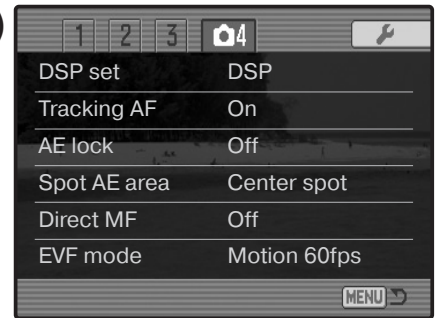 1 2 3 4
DSP set DSP
Tracking AF On
AE lock Off
Spot AE area Center spot
Direct MF Off
EVF mode Motion 60fps
MENU